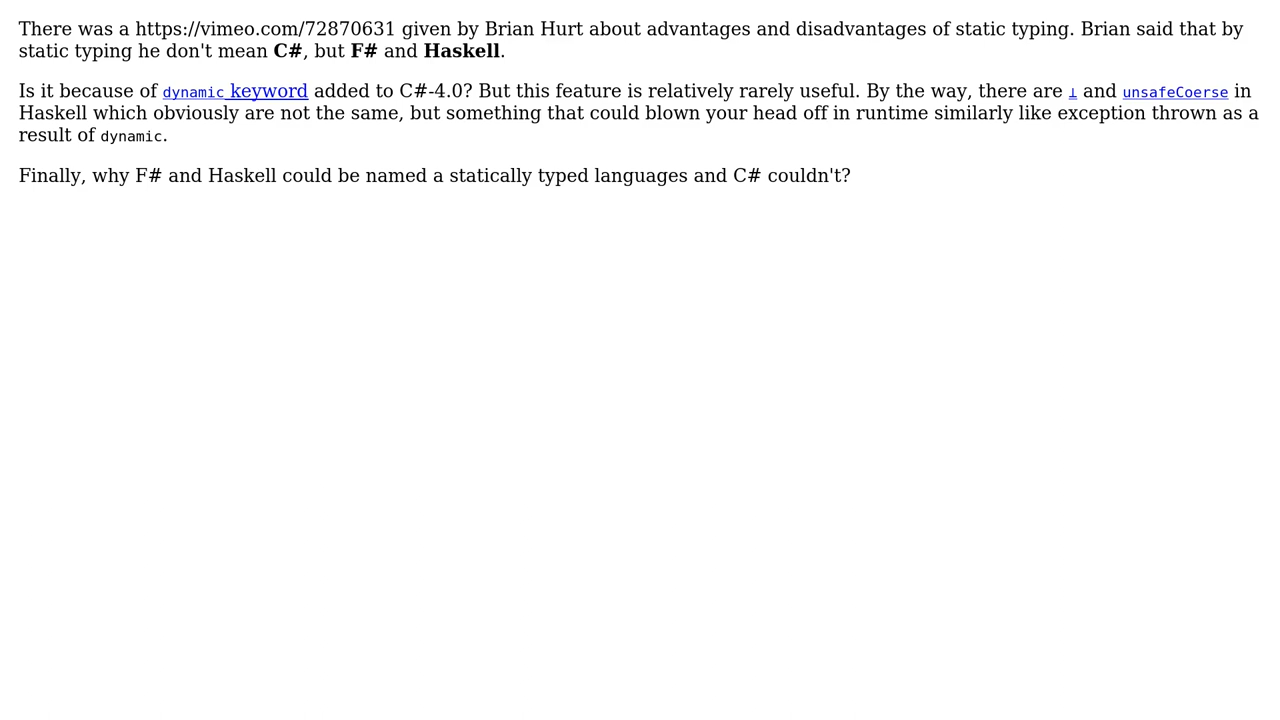 There was a https://vimeo.com/72870631 given by Brian Hurt about advantages and disadvantages of static typing. Brian said that by
static typing he don't mean C#, but F# and Haskell.
Is it because of dynamic keyword added to C#-4.0? But this feature is relatively rarely useful. By the way, there are ⊥ and unsafeCoerse in
Haskell which obviously are not the same, but something that could blown your head off in runtime similarly like exception thrown as a
result of dynamic.
Finally, why F# and Haskell could be named a statically typed languages and C# couldn't?